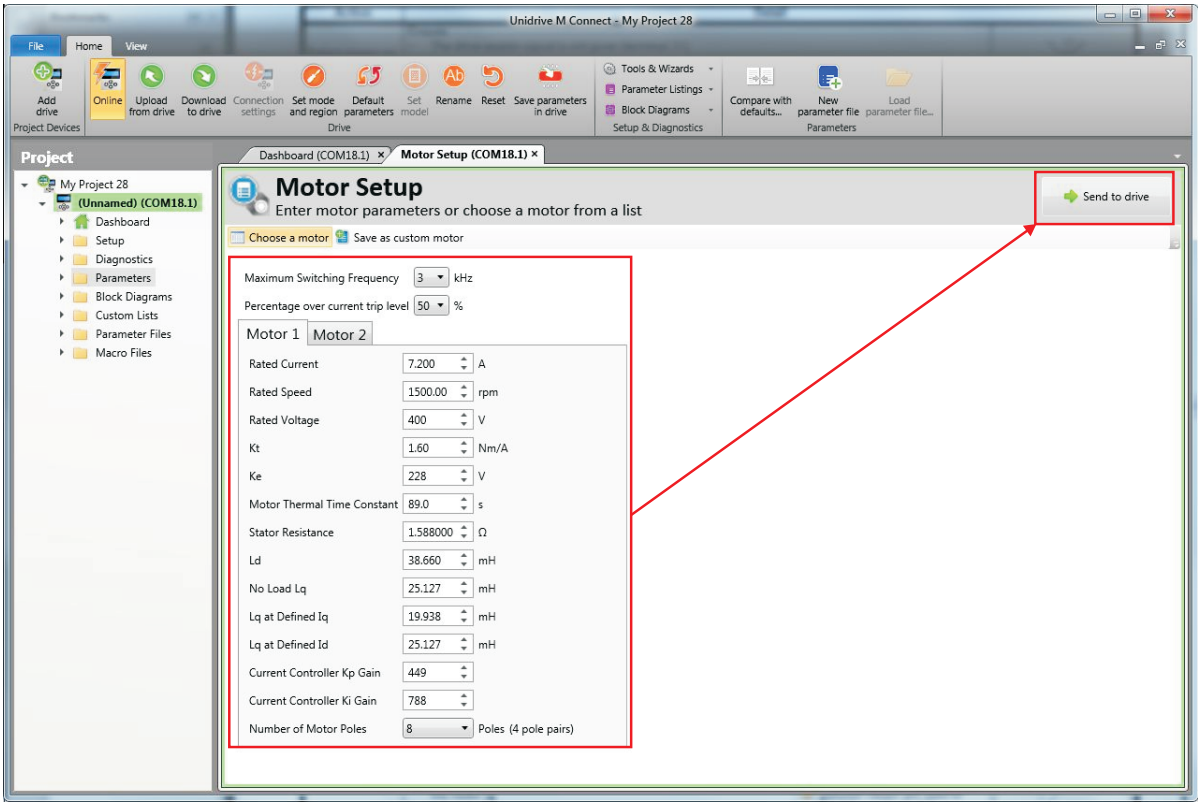 Unidrive M Connect - My Project 28
File Home View
Add drive
Online
Upload from drive
Download to drive
Connection settings
Set mode and region
Default parameters
Set model
Ab
Rename
Reset
Save parameters in drive
Tools & Wizards
Parameter Listings
Block Diagrams
Compare with defaults...
New parameter file
Load parameter file...
Project Devices
Drive
Setup & Diagnostics
Parameters
Project
Dashboard (COM18.1) × Motor Setup (COM18.1) ×
My Project 28
(Unnamed) (COM18.1)
Dashboard
Setup
Diagnostics
Parameters
Block Diagrams
Custom Lists
Parameter Files
Macro Files
Motor Setup
Enter motor parameters or choose a motor from a list
Send to drive
Choose a motor Save as custom motor
Maximum Switching Frequency 3 kHz
Percentage over current trip level 50 %
Motor 1 Motor 2
Rated Current 7.200 A
Rated Speed 1500.00 rpm
Rated Voltage 400 V
Kt 1.60 Nm/A
Ke 228 V
Motor Thermal Time Constant 89.0 s
Stator Resistance 1.588000 Ω
Ld 38.660 mH
No Load Lq 25.127 mH
Lq at Defined Iq 19.938 mH
Lq at Defined Id 25.127 mH
Current Controller Kp Gain 449
Current Controller Ki Gain 788
Number of Motor Poles 8 Poles (4 pole pairs)